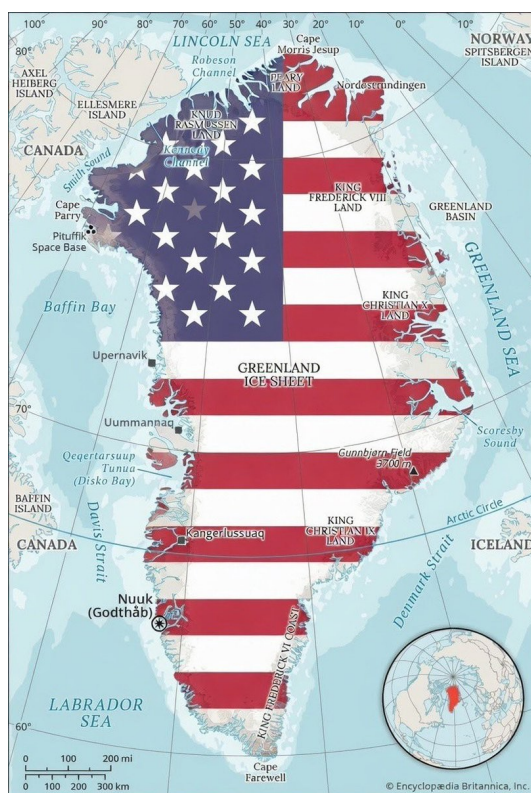 80°
70°
60°
50°
40°
30°
20°
10°
0°
10°
LINCOLN SEA
Cape
Morris Jesup
NORWAY
SPITSBERGEN
ISLAND
AXEL
HEIBERG
ISLAND
Robeson
Channel
PEARY
LAND
Nordostrundingen
ELLESMERE
ISLAND
KNUD
RASMUSSEN
LAND
CANADA
Kennedy
Channel
Smith Sound
80°
Cape
Parry
Pituffik
Space Base
KING
FREDERICK VIII
LAND
GREENLAND
BASIN
GREENLAND SEA
Baffin Bay
KING
CHRISTIAN X
LAND
Upernavik
GREENLAND
ICE SHEET
70°
Uummannaq
Scoresby
Sound
Qeqertarsuup
Tunua
(Disko Bay)
Gunnbjørn Fjeld
3700 m
BAFFIN
ISLAND
Davis Strait
Arctic Circle
CANADA
Kangerlussuaq
KING
CHRISTIAN IX
LAND
ICELAND
Denmark Strait
Nuuk
(Godthåb)
KING FREDERICK VI COAST
LABRADOR
SEA
60°
Cape
Farewell
0 100 200 mi
0 100 200 300 km
© Encyclopædia Britannica, Inc